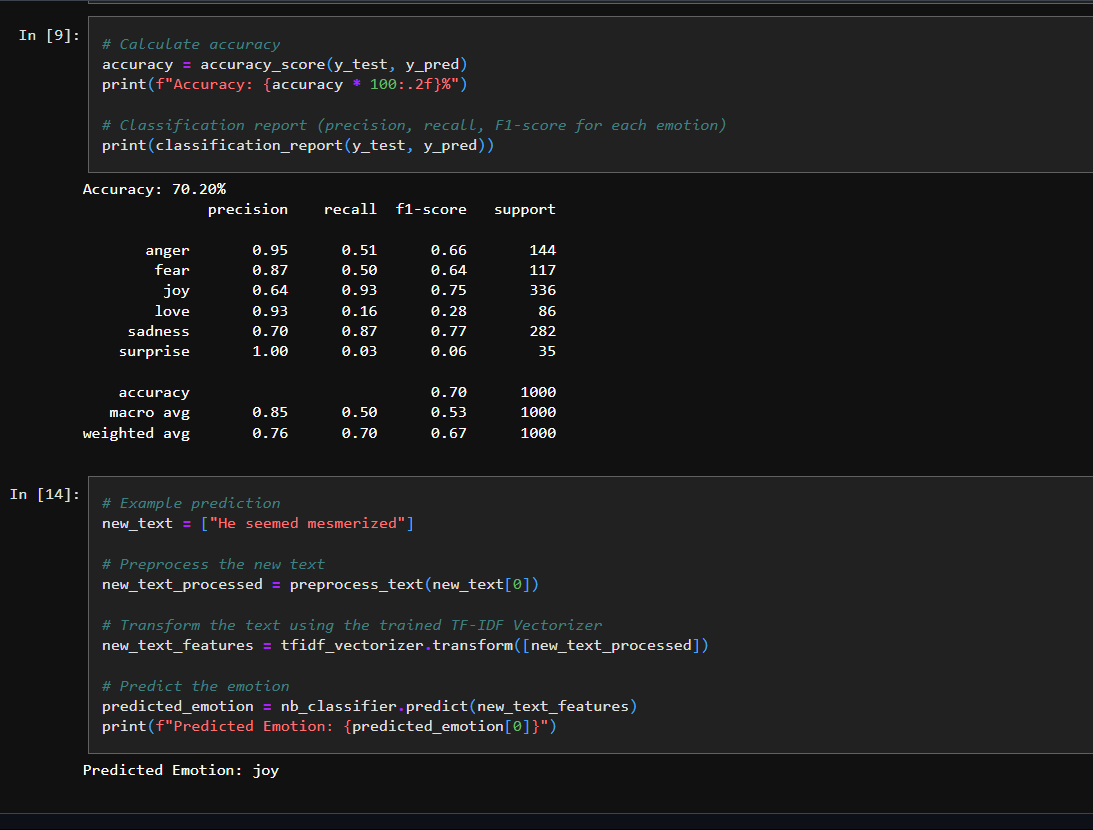 In [9]:
# Calculate accuracy
accuracy = accuracy_score(y_test, y_pred)
print(f"Accuracy: {accuracy * 100:.2f}%")
# Classification report (precision, recall, F1-score for each emotion)
print(classification_report(y_test, y_pred))
Accuracy: 70.20%
precision recall f1-score support
anger 0.95 0.51 0.66 144
fear 0.87 0.50 0.64 117
joy 0.64 0.93 0.75 336
love 0.93 0.16 0.28 86
sadness 0.70 0.87 0.77 282
surprise 1.00 0.03 0.06 35
accuracy 0.70 1000
macro avg 0.85 0.50 0.53 1000
weighted avg 0.76 0.70 0.67 1000
In [14]:
# Example prediction
new_text = ["He seemed mesmerized"]
# Preprocess the new text
new_text_processed = preprocess_text(new_text[0])
# Transform the text using the trained TF-IDF Vectorizer
new_text_features = tfidf_vectorizer.transform([new_text_processed])
# Predict the emotion
predicted_emotion = nb_classifier.predict(new_text_features)
print(f"Predicted Emotion: {predicted_emotion[0]}")
Predicted Emotion: joy